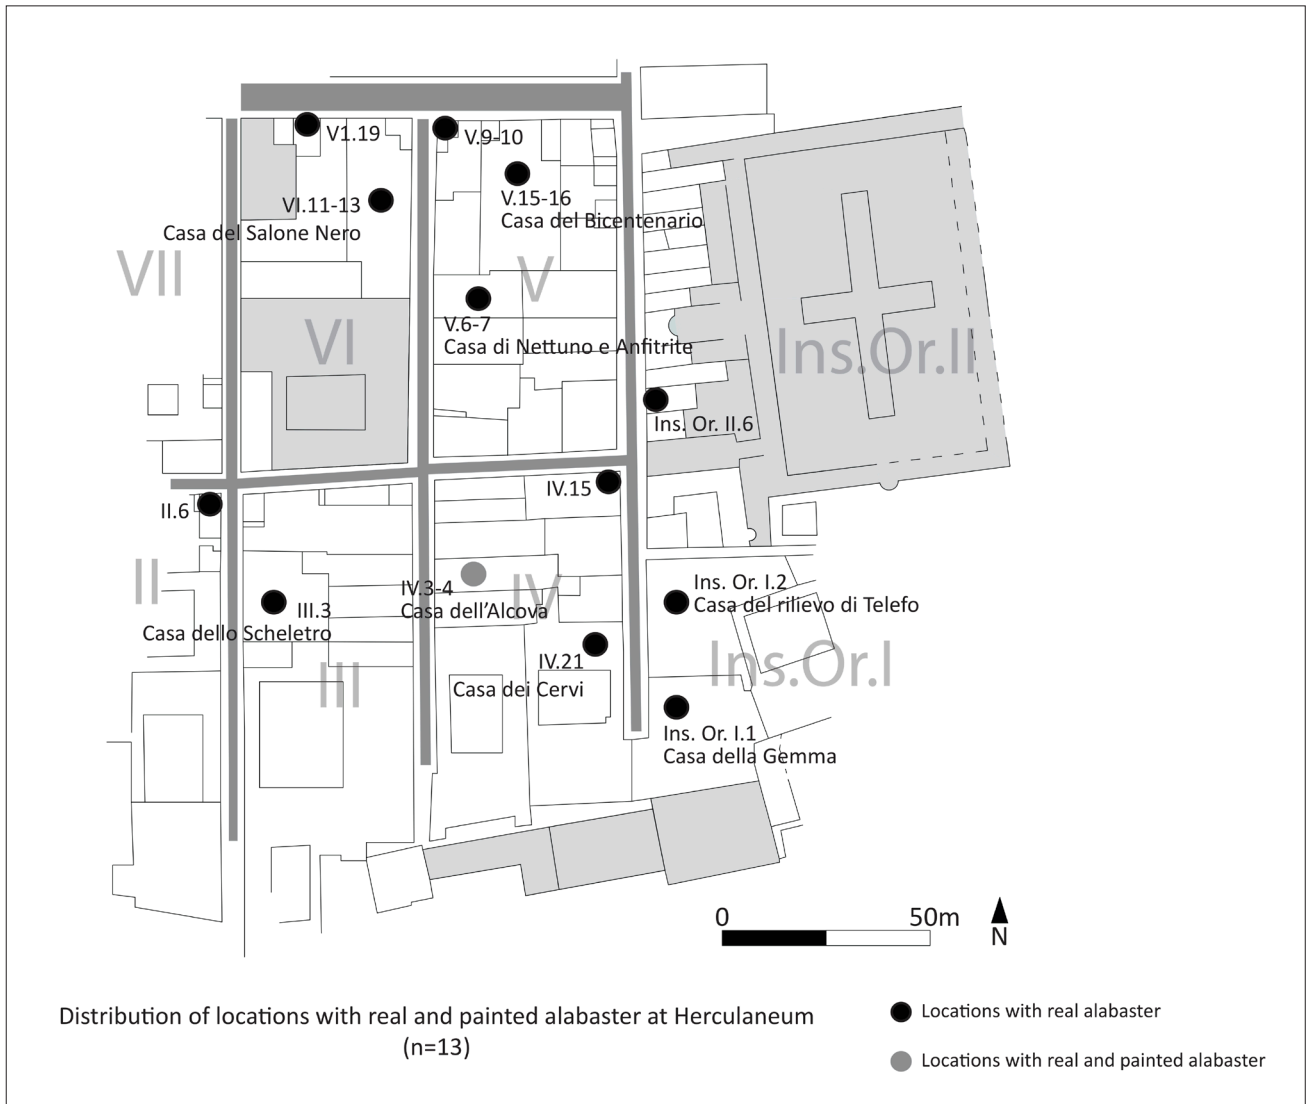 V1.19
V.9-10
V.15-16
Casa del Bicentenario
VI.11-13
Casa del Salone Nero
VII
V
V.6-7
Casa di Nettuno e Anfitrite
VI
Ins.Or.II
Ins. Or. II.6
IV.15
II.6
II
IV.3-4
Casa dell'Alcova
IV
Ins. Or. I.2
Casa del rilievo di Telefo
III.3
Casa dello Scheletro
IV.21
Casa dei Cervi
III
Ins.Or.I
Ins. Or. I.1
Casa della Gemma
0 50m
N
Distribution of locations with real and painted alabaster at Herculaneum
(n=13)
Locations with real alabaster
Locations with real and painted alabaster